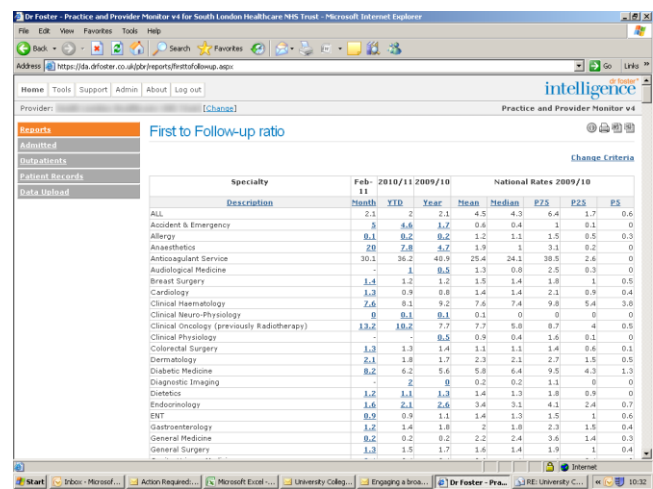 Dr Foster - Practice and Provider Monitor v4 for South London Healthcare NHS Trust - Microsoft Internet Explorer
File Edit View Favorites Tools Help
Back Search Favorites
Address https://da.drfoster.co.uk/pbr/reports/firsttofollowup.aspx Go Links »
Home Tools Support Admin About Log out
dr foster
intelligence
Provider: [Change] Practice and Provider Monitor v4
Reports
Admitted
Outpatients
Patient Records
Data Upload
First to Follow-up ratio
Change Criteria
Specialty Feb-11 2010/11 2009/10 National Rates 2009/10
Description Month YTD Year Mean Median P75 P25 P5
ALL 2.1 2 2.1 4.5 4.3 6.4 1.7 0.6
Accident & Emergency 5 4.6 1.7 0.6 0.4 1 0.1 0
Allergy 0.1 0.2 0.2 1.2 1.1 1.5 0.5 0.3
Anaesthetics 20 7.8 4.7 1.9 1 3.1 0.2 0
Anticoagulant Service 30.1 36.2 40.9 25.4 24.1 38.5 2.6 0
Audiological Medicine - 1 0.5 1.3 0.8 2.5 0.3 0
Breast Surgery 1.4 1.2 1.2 1.5 1.4 1.8 1 0.5
Cardiology 1.3 0.9 0.8 1.4 1.4 2.1 0.9 0.4
Clinical Haematology 7.6 8.1 9.2 7.6 7.4 9.8 5.4 3.8
Clinical Neuro-Physiology 0 0.1 0.1 0.1 0 0 0 0
Clinical Oncology (previously Radiotherapy) 13.2 10.2 7.7 7.7 5.8 8.7 4 0.5
Clinical Physiology - 0.5 0.9 0.4 1.6 0.1 0
Colorectal Surgery 1.3 1.3 1.4 1.1 1.1 1.4 0.6 0.1
Dermatology 2.1 1.8 1.7 2.3 2.1 2.7 1.5 0.5
Diabetic Medicine 8.2 6.2 5.6 5.8 6.4 9.5 4.3 1.3
Diagnostic Imaging - 2 0 0.2 0.2 1.1 0 0
Dietetics 1.2 1.1 1.3 1.4 1.3 1.8 0.9 0
Endocrinology 1.6 2.1 2.6 3.4 3.1 4.1 2.4 0.7
ENT 0.9 0.9 1.1 1.4 1.3 1.5 1 0.6
Gastroenterology 1.2 1.4 1.8 2 1.8 2.3 1.5 0.4
General Medicine 0.2 0.2 0.2 2.2 2.4 3.6 1.4 0.3
General Surgery 1.3 1.5 1.7 1.6 1.4 1.9 1 0.4
Internet
Start Inbox - Microsof... Action Required:... Microsoft Excel -... University Colleg... Engaging a broa... Dr Foster - Pra... RE: University C... 10:32